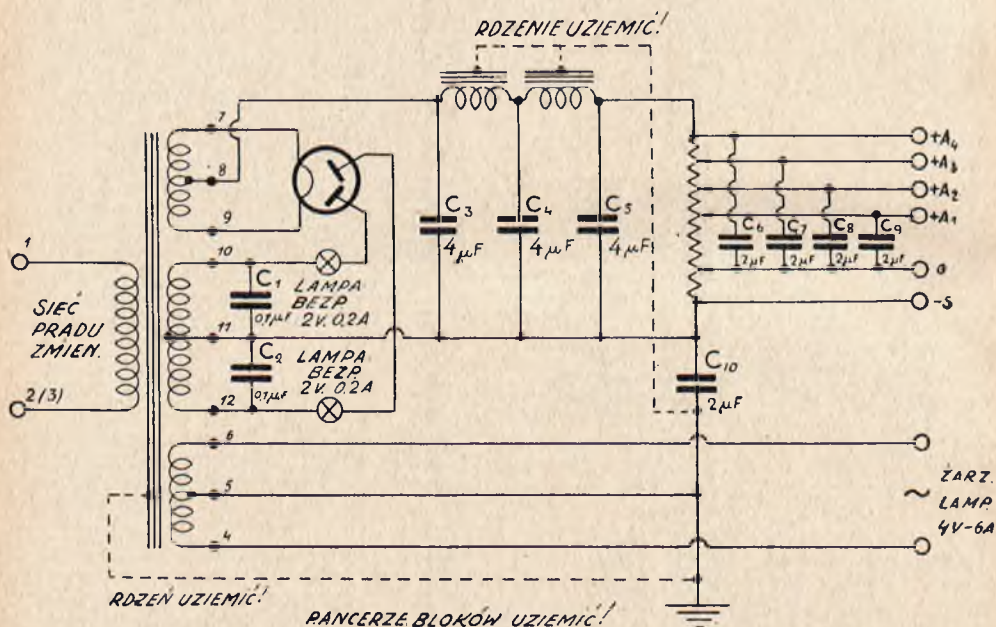 RDZENIE UZIEMIĆ!
7
8
9
10
11
12
6
5
4
1
SIEĆ
PRADU
ZMIEN.
2(3)
C1
0,1µF
C2
0,1µF
LAMPA
BEZP.
2V. 0.2A
LAMPA
BEZP.
2V. 0.2A
C3
4µF
C4
4µF
C5
4µF
+A4
+A3
+A2
+A1
C6
2µF
C7
2µF
C8
2µF
C9
2µF
0
-S
C10
2µF
~
ŻARZ.
LAMP.
4V-6A
RDZEŃ UZIEMIĆ!
PANCERZE BLOKÓW UZIEMIĆ!